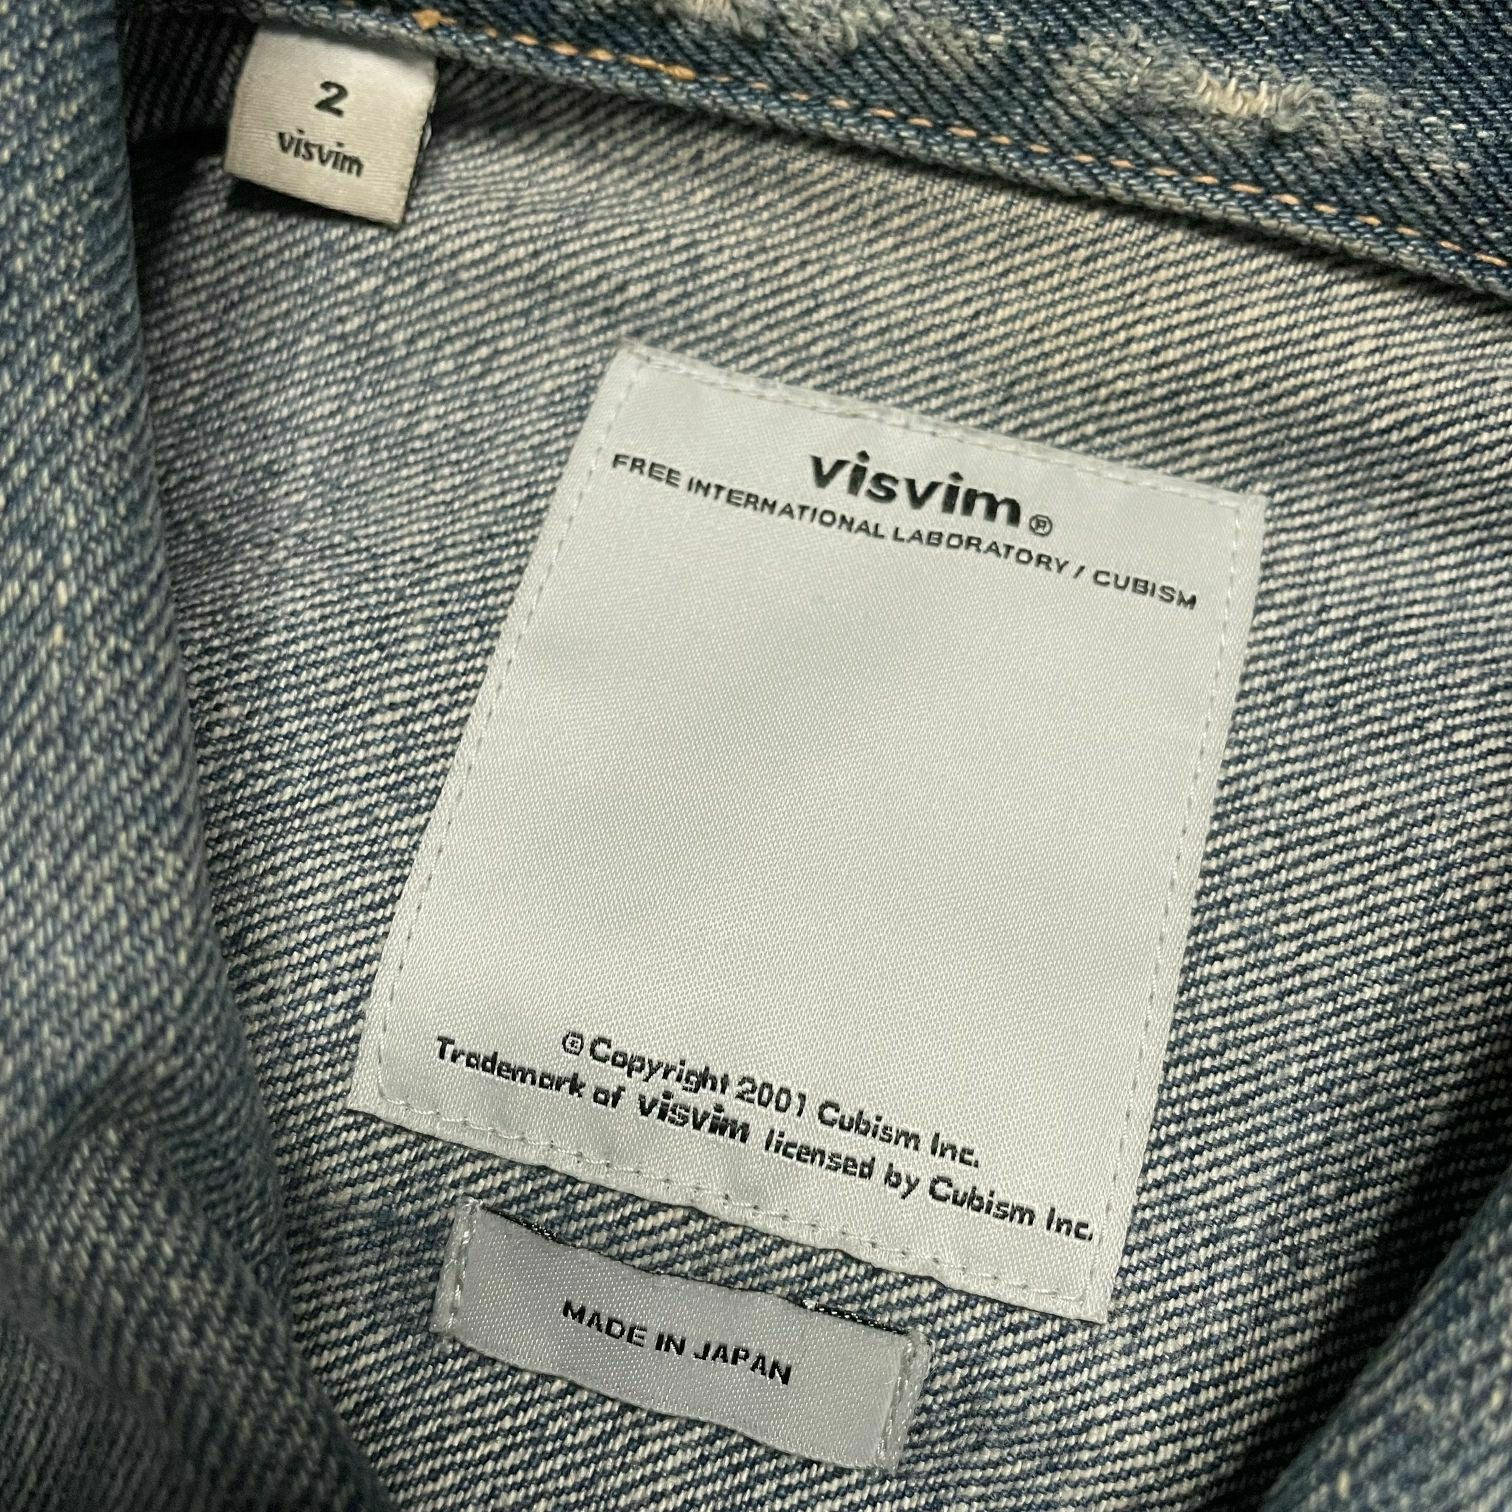 2
visvim
visvim®
FREE INTERNATIONAL LABORATORY / CUBISM
© Copyright 2001 Cubism Inc.
Trademark of visvim licensed by Cubism Inc.
MADE IN JAPAN